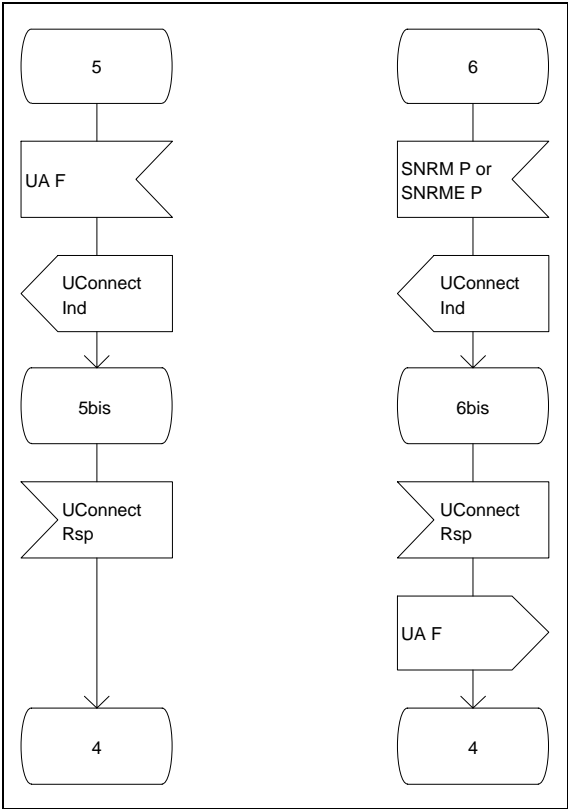 5
UA F
UConnect
Ind
5bis
UConnect
Rsp
4
6
SNRM P or
SNRME P
UConnect
Ind
6bis
UConnect
Rsp
UA F
4